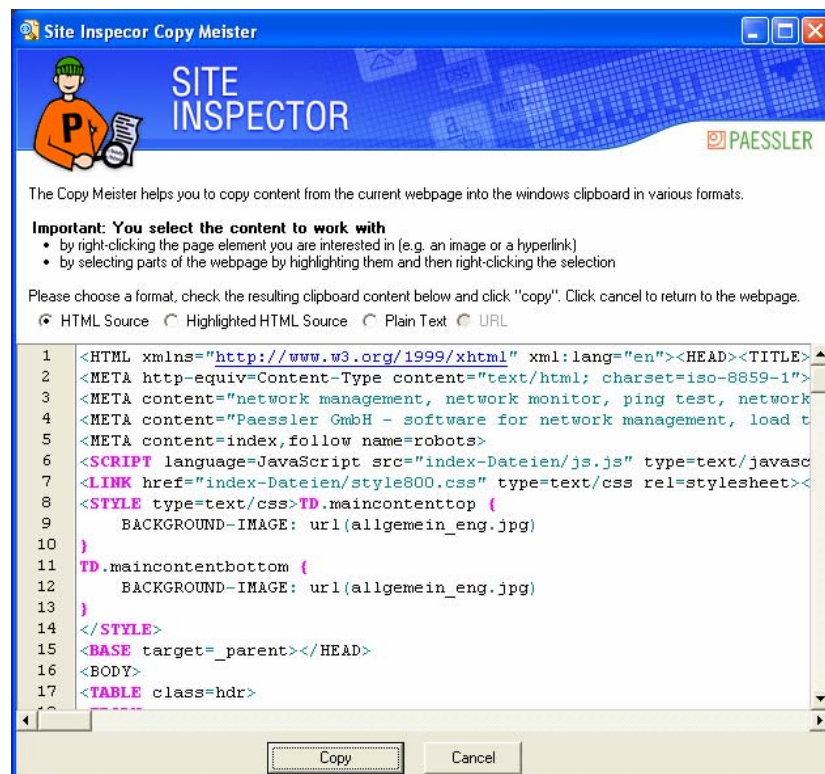 Site Inspecor Copy Meister
SITE
INSPECTOR
P
PAESSLER
The Copy Meister helps you to copy content from the current webpage into the windows clipboard in various formats.
Important: You select the content to work with
• by right-clicking the page element you are interested in (e.g. an image or a hyperlink)
• by selecting parts of the webpage by highlighting them and then right-clicking the selection
Please choose a format, check the resulting clipboard content below and click "copy". Click cancel to return to the webpage.
HTML Source Highlighted HTML Source Plain Text URL
1 <HTML xmlns="http://www.w3.org/1999/xhtml" xml:lang="en"><HEAD><TITLE>
2 <META http-equiv=Content-Type content="text/html; charset=iso-8859-1">
3 <META content="network management, network monitor, ping test, network
4 <META content="Paessler GmbH - software for network management, load t
5 <META content=index,follow name=robots>
6 <SCRIPT language=JavaScript src="index-Dateien/js.js" type=text/javasc
7 <LINK href="index-Dateien/style800.css" type=text/css rel=stylesheet><
8 <STYLE type=text/css>TD.maincontenttop {
9 BACKGROUND-IMAGE: url(allgemein_eng.jpg)
10 }
11 TD.maincontentbottom {
12 BACKGROUND-IMAGE: url(allgemein_eng.jpg)
13 }
14 </STYLE>
15 <BASE target=_parent></HEAD>
16 <BODY>
17 <TABLE class=hdr>
Copy Cancel